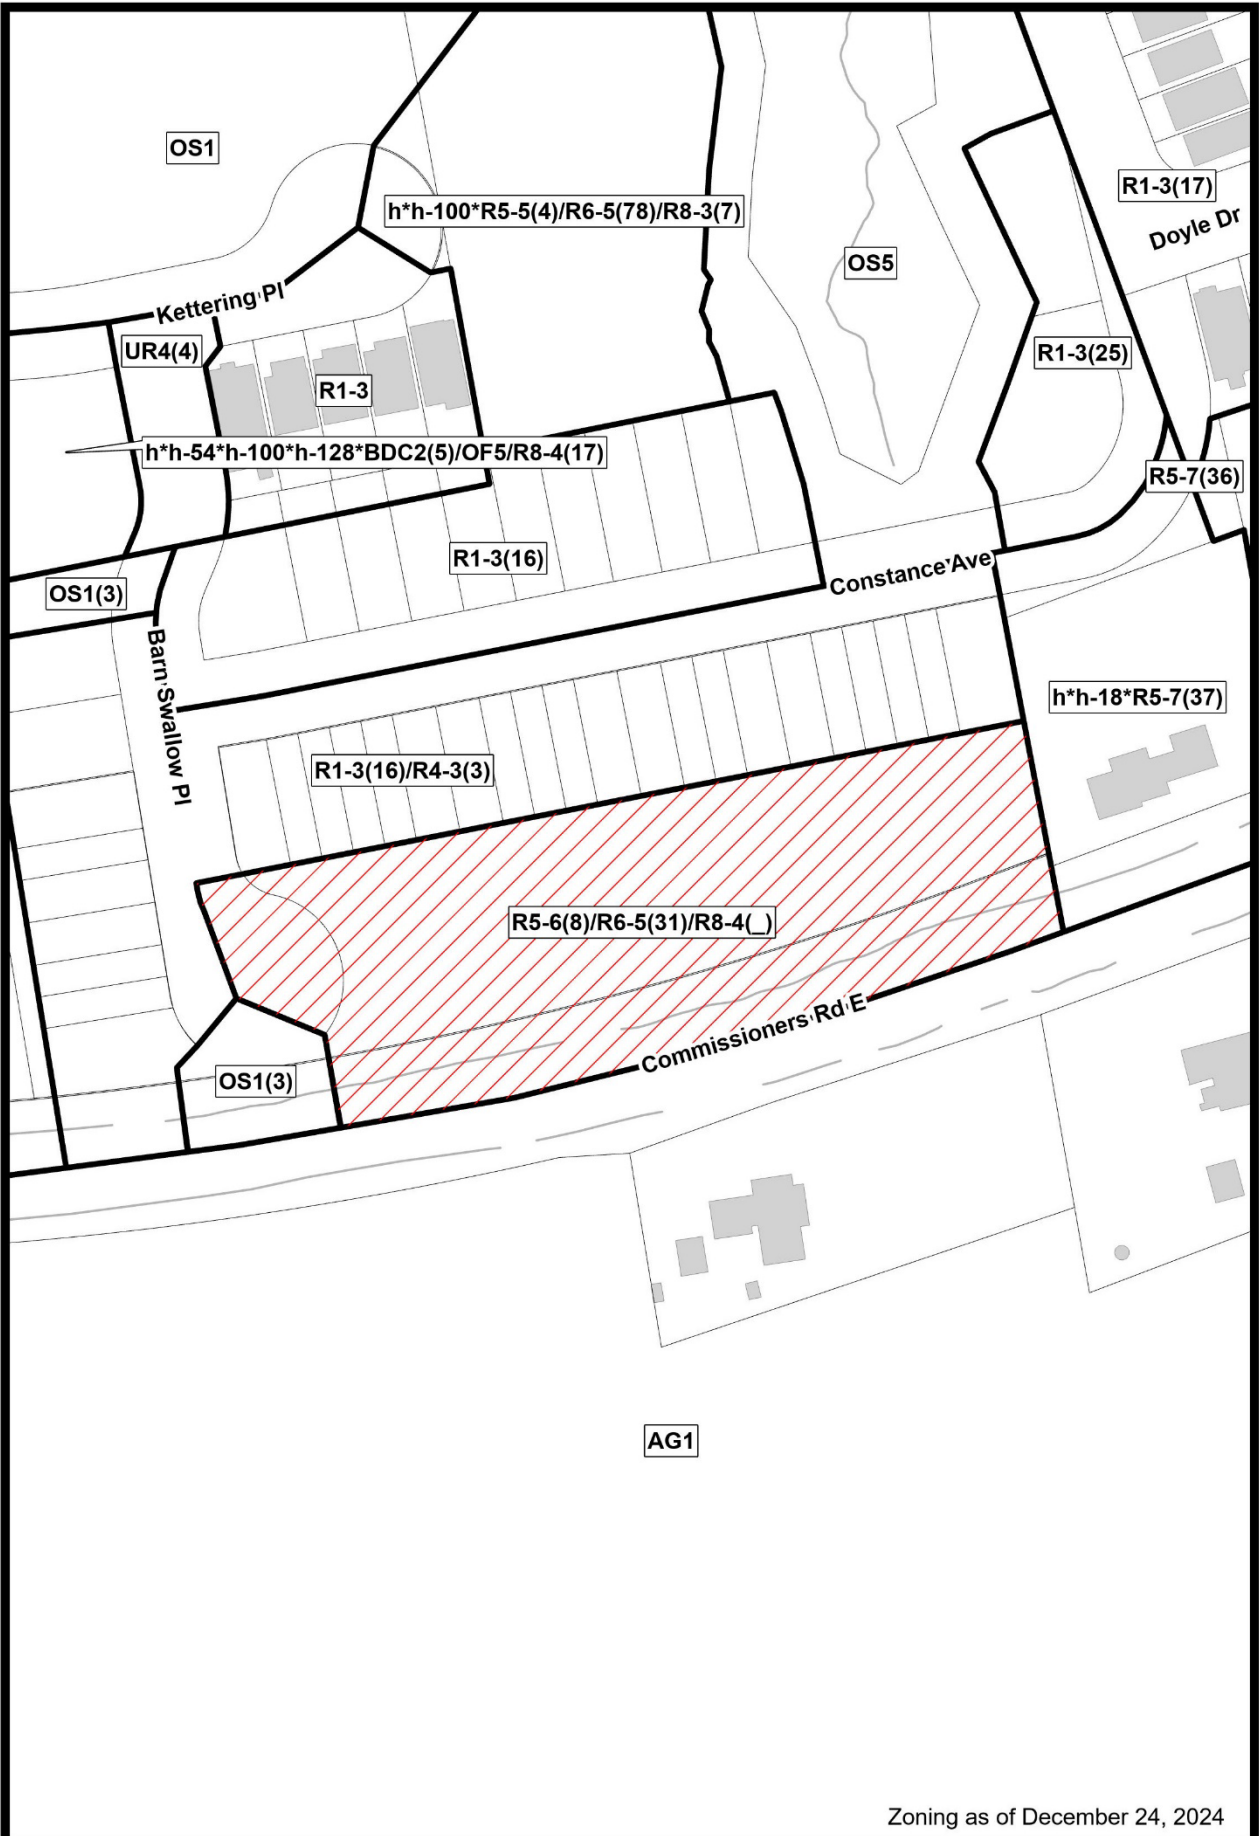 OS1
R1-3(17)
h*h-100*R5-5(4)/R6-5(78)/R8-3(7)
Doyle Dr
OS5
Kettering Pl
UR4(4)
R1-3(25)
R1-3
h*h-54*h-100*h-128*BDC2(5)/OF5/R8-4(17)
R5-7(36)
R1-3(16)
Constance Ave
OS1(3)
Barn Swallow Pl
h*h-18*R5-7(37)
R1-3(16)/R4-3(3)
R5-6(8)/R6-5(31)/R8-4(_)
Commissioners Rd E
OS1(3)
AG1
Zoning as of December 24, 2024